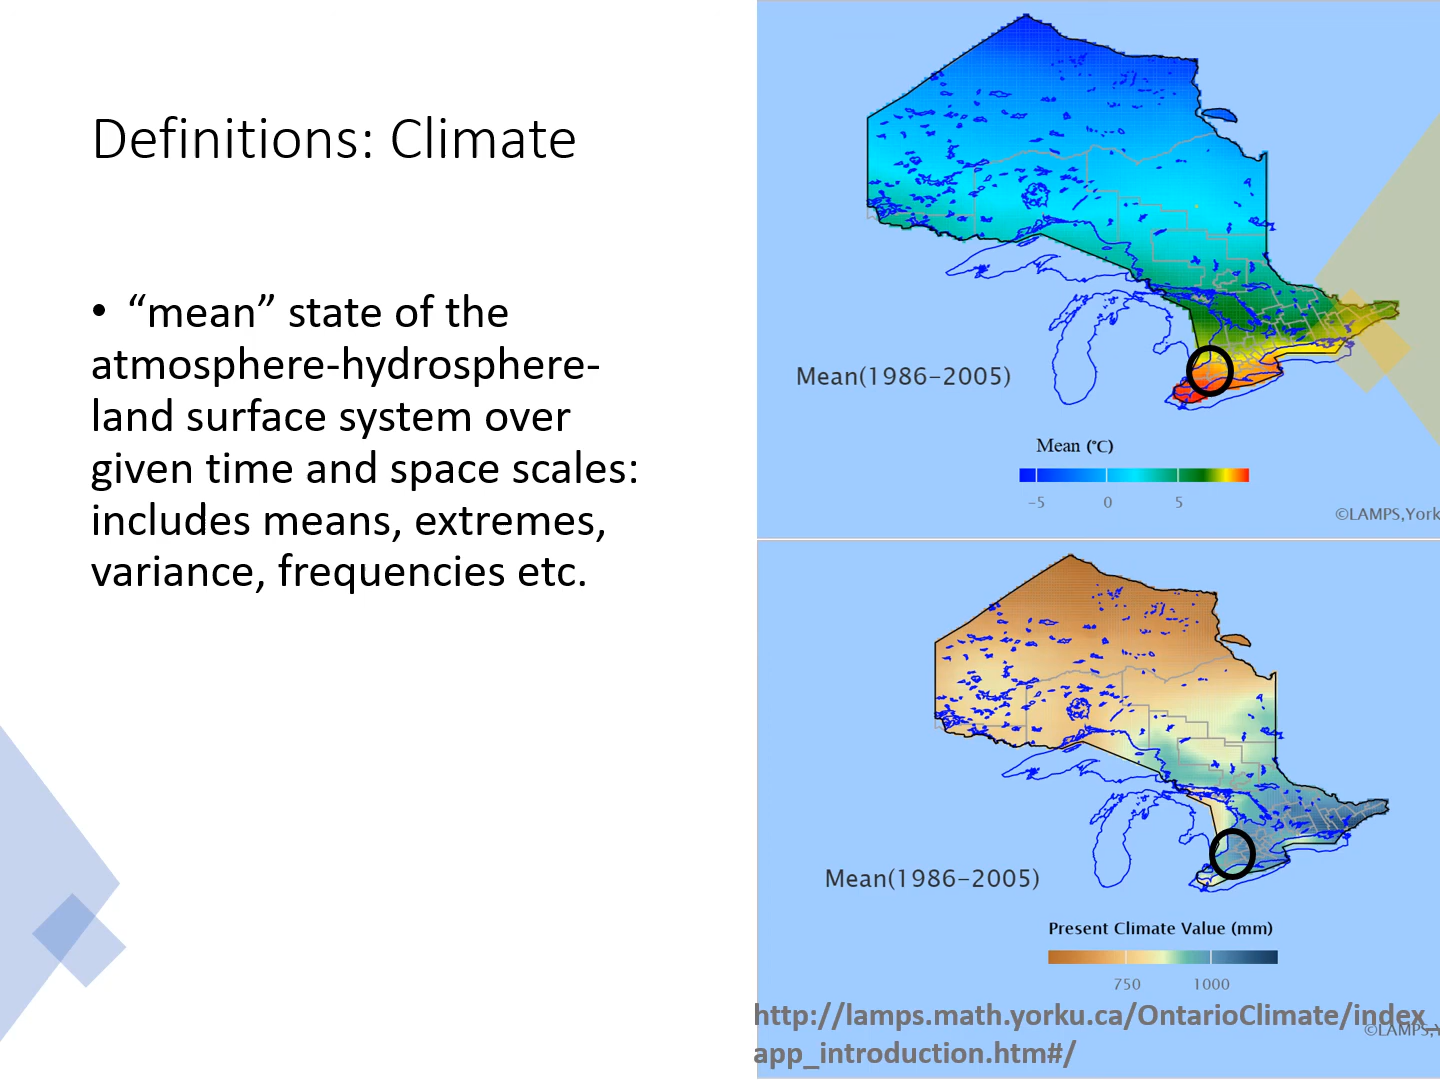 Definitions: Climate
• “mean” state of the
atmosphere-hydrosphere-
land surface system over
given time and space scales:
includes means, extremes,
variance, frequencies etc.
Mean(1986-2005)
Mean (°C)
-5 0 5
©LAMPS,York
Mean(1986-2005)
Present Climate Value (mm)
750 1000
http://lamps.math.yorku.ca/OntarioClimate/index_
app_introduction.htm#/
©LAMPS,Y